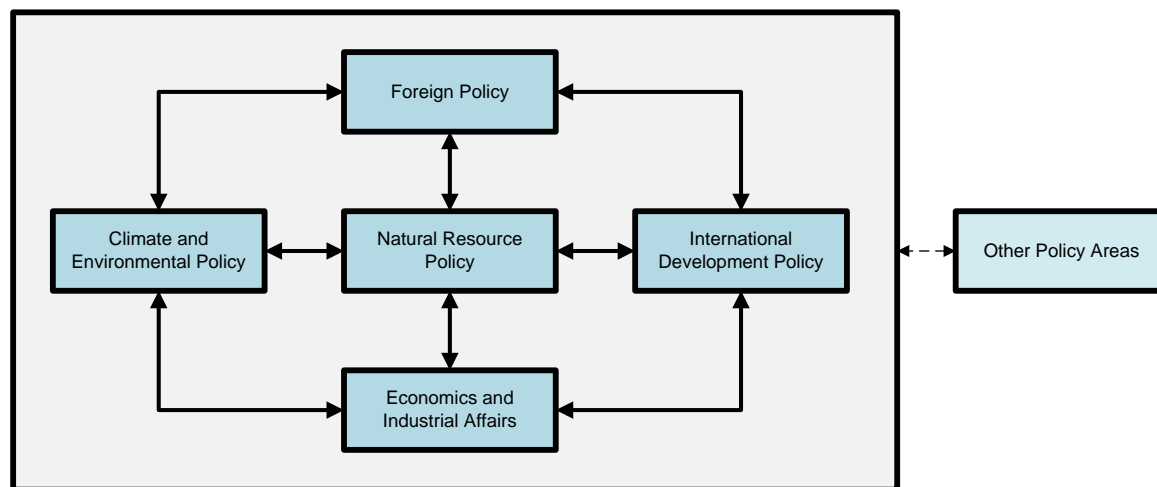 Foreign Policy
Climate and
Environmental Policy
Natural Resource
Policy
International
Development Policy
Other Policy Areas
Economics and
Industrial Affairs